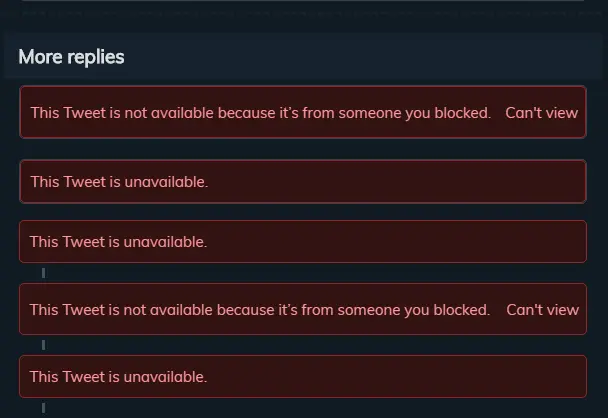 More replies
This Tweet is not available because it's from someone you blocked. Can't view
This Tweet is unavailable.
This Tweet is unavailable.
This Tweet is not available because it's from someone you blocked. Can't view
This Tweet is unavailable.